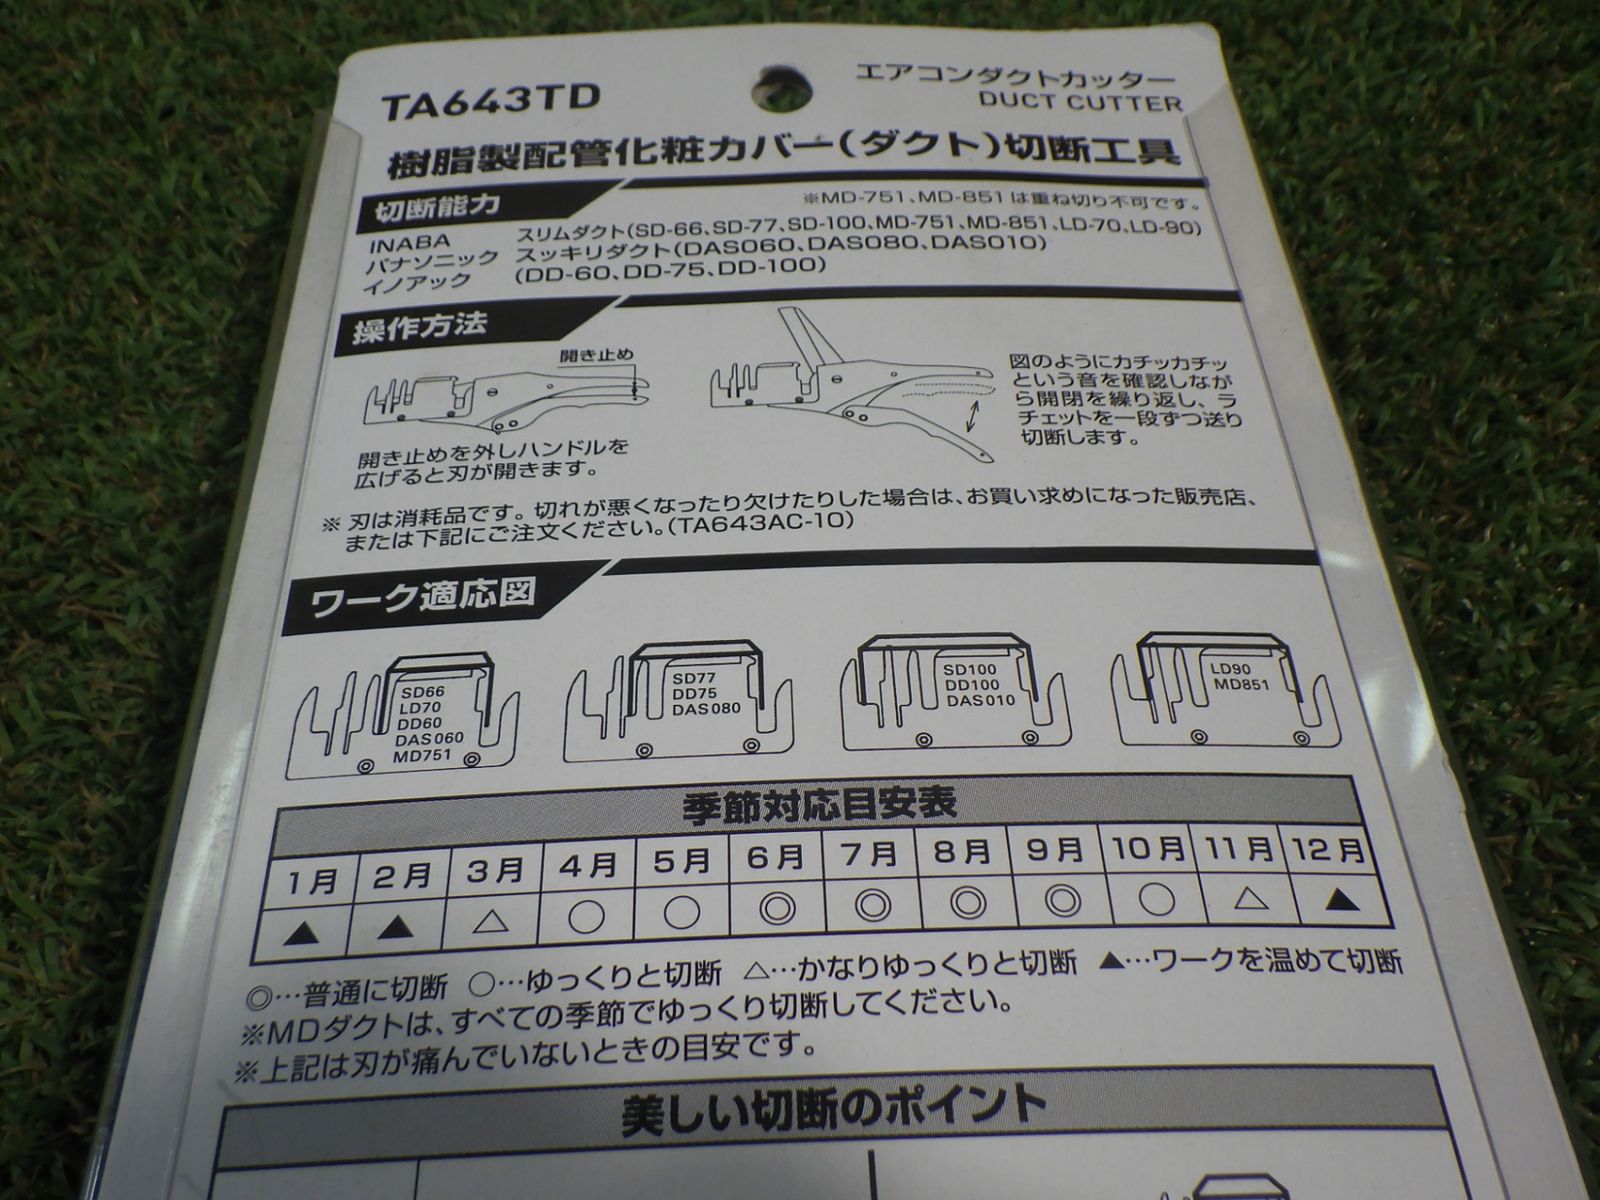 TA643TD
エアコンダクトカッター
DUCT CUTTER
樹脂製配管化粧カバー(ダクト)切断工具
切断能力
※MD-751、MD-851は重ね切り不可です。
INABA スリムダクト(SD-66、SD-77、SD-100、MD-751、MD-851、LD-70、LD-90)
パナソニック スッキリダクト(DAS060、DAS080、DAS010)
イノアック (DD-60、DD-75、DD-100)
操作方法
開き止め
開き止めを外しハンドルを
広げると刃が開きます。
図のようにカチッカチッ
という音を確認しなが
ら開閉を繰り返し、ラ
チェットを一段ずつ送り
切断します。
※ 刃は消耗品です。切れが悪くなったり欠けたりした場合は、お買い求めになった販売店、
または下記にご注文ください。(TA643AC-10)
ワーク適応図
SD66
LD70
DD60
DAS060
MD751
SD77
DD75
DAS080
SD100
DD100
DAS010
LD90
MD851
季節対応目安表
1月 2月 3月 4月 5月 6月 7月 8月 9月 10月 11月 12月
▲ ▲ △ ○ ○ ◎ ◎ ◎ ◎ ○ △ ▲
◎…普通に切断 ○…ゆっくりと切断 △…かなりゆっくりと切断 ▲…ワークを温めて切断
※MDダクトは、すべての季節でゆっくり切断してください。
※上記は刃が痛んでいないときの目安です。
美しい切断のポイント